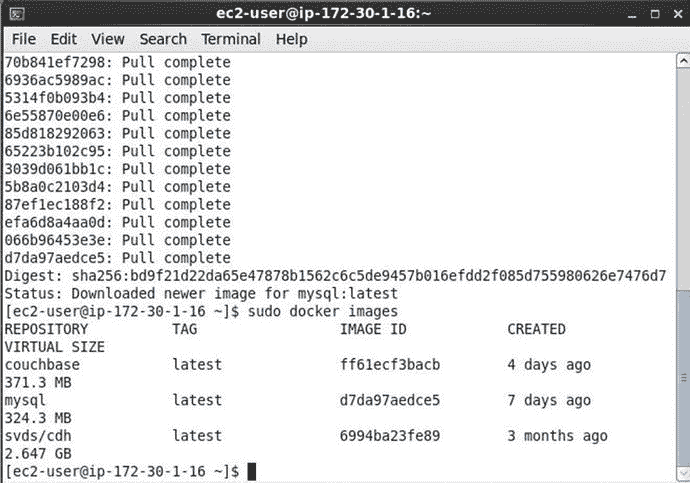 ec2-user@ip-172-30-1-16:~
File Edit View Search Terminal Help
70b841ef7298: Pull complete
6936ac5989ac: Pull complete
5314f0b093b4: Pull complete
6e55870e00e6: Pull complete
85d818292063: Pull complete
65223b102c95: Pull complete
3039d061bb1c: Pull complete
5b8a0c2103d4: Pull complete
87ef1ec188f2: Pull complete
efa6d8a4aa0d: Pull complete
066b96453e3e: Pull complete
d7da97aedce5: Pull complete
Digest: sha256:bd9f21d22da65e47878b1562c6c5de9457b016efdd2f085d755980626e7476d7
Status: Downloaded newer image for mysql:latest
[ec2-user@ip-172-30-1-16 ~]$ sudo docker images
REPOSITORY TAG IMAGE ID CREATED
VIRTUAL SIZE
couchbase latest ff61ecf3bacb 4 days ago
371.3 MB
mysql latest d7da97aedce5 7 days ago
324.3 MB
svds/cdh latest 6994ba23fe89 3 months ago
2.647 GB
[ec2-user@ip-172-30-1-16 ~]$